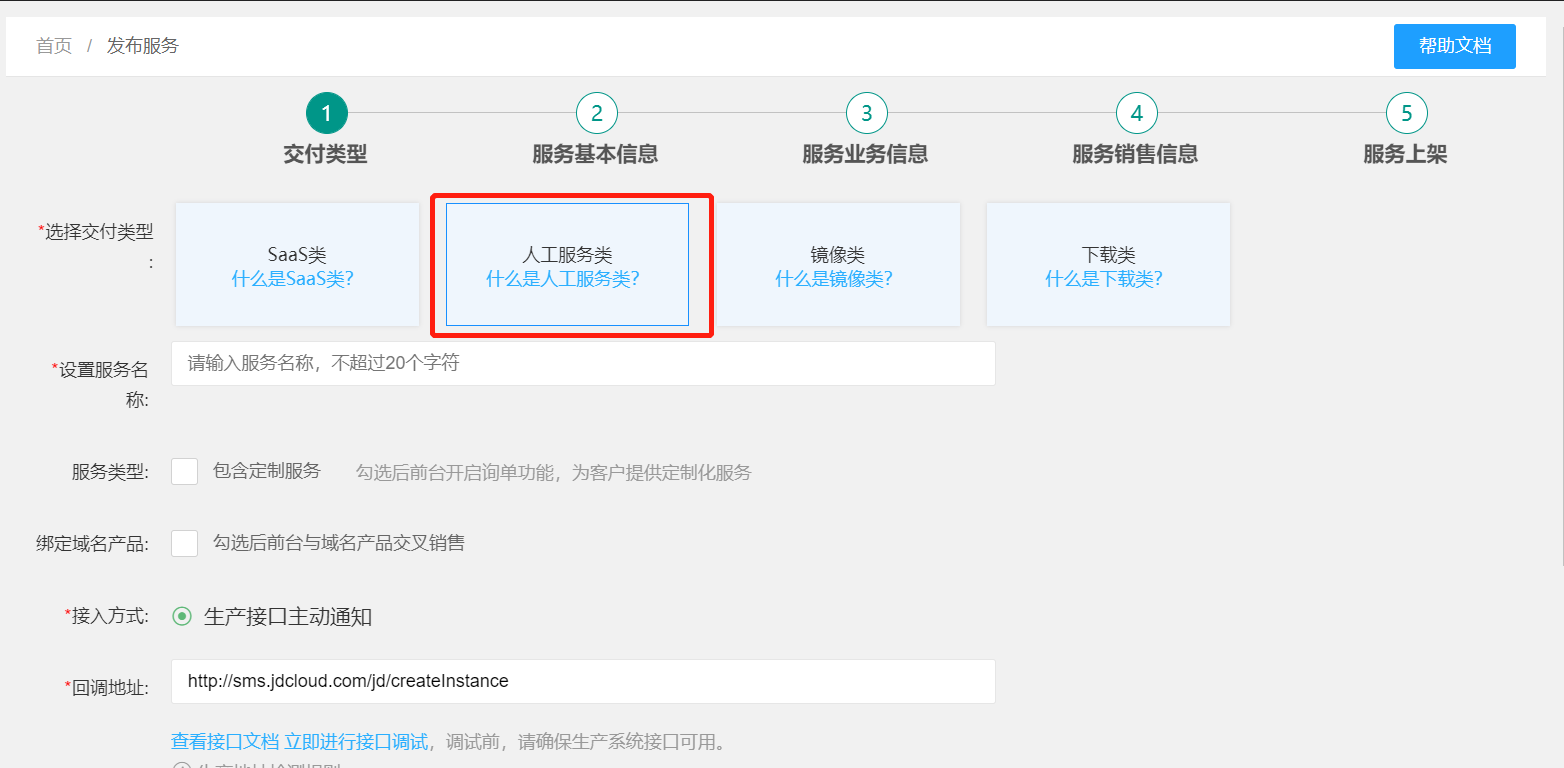 首页 / 发布服务
帮助文档
1 2 3 4 5
交付类型 服务基本信息 服务业务信息 服务销售信息 服务上架
*选择交付类型
:
SaaS类
什么是SaaS类?
人工服务类
什么是人工服务类?
镜像类
什么是镜像类?
下载类
什么是下载类?
*设置服务名
称:
请输入服务名称，不超过20个字符
服务类型: 包含定制服务 勾选后前台开启询单功能，为客户提供定制化服务
绑定域名产品: 勾选后前台与域名产品交叉销售
*接入方式: 生产接口主动通知
*回调地址: http://sms.jdcloud.com/jd/createInstance
查看接口文档 立即进行接口调试，调试前，请确保生产系统接口可用。